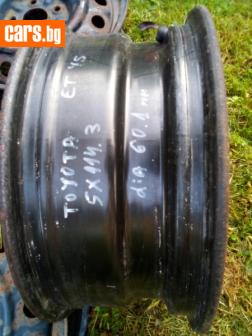 cars.bg
TOYOTA ET 45
5X114.3
dia 60.1 mm